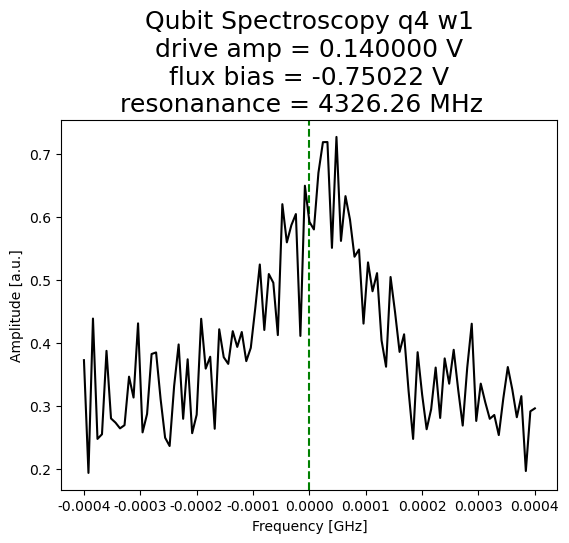 Qubit Spectroscopy q4 w1
drive amp = 0.140000 V
flux bias = -0.75022 V
resonanance = 4326.26 MHz
0.7
0.6
0.5
0.4
0.3
0.2
Amplitude [a.u.]
-0.0004 -0.0003 -0.0002 -0.0001 0.0000 0.0001 0.0002 0.0003 0.0004
Frequency [GHz]